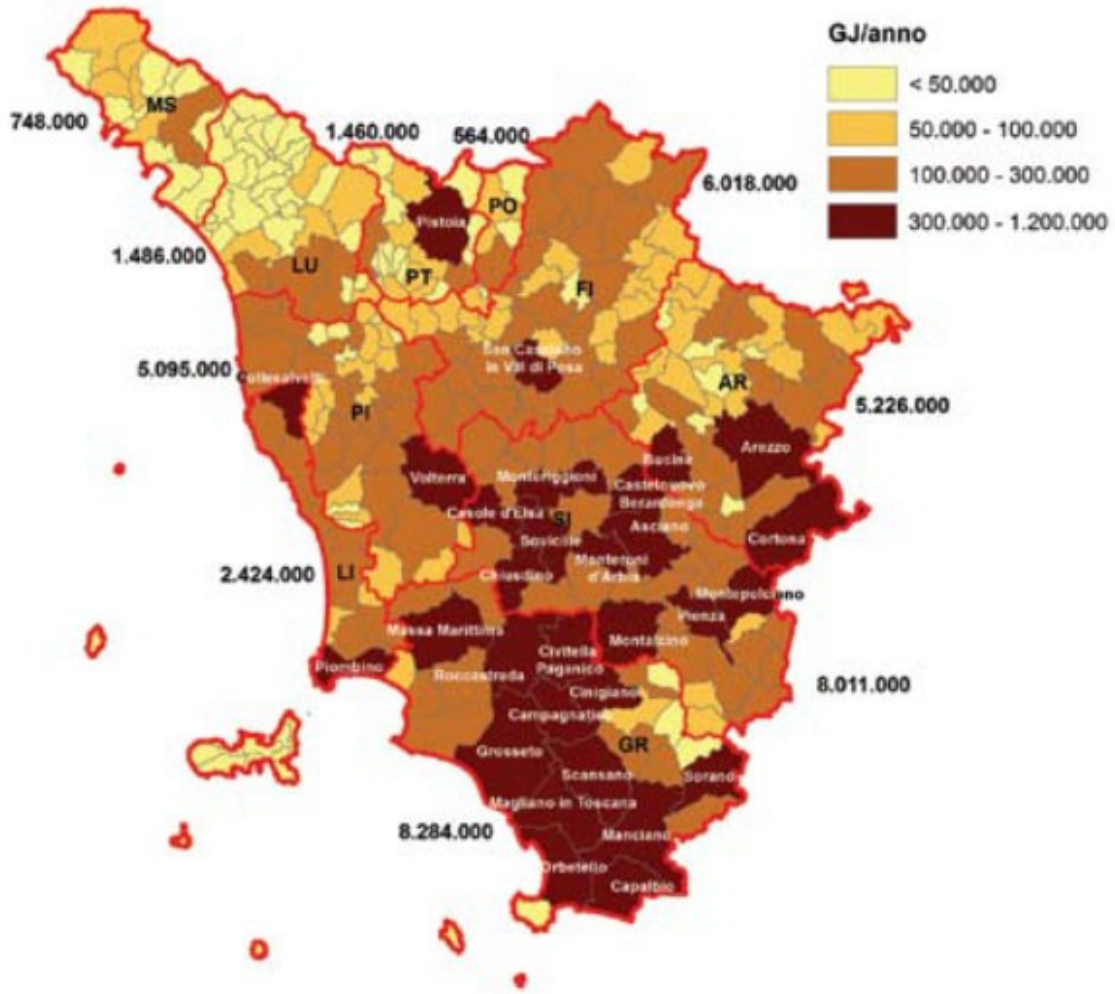 GJ/anno
< 50.000
50.000 - 100.000
100.000 - 300.000
300.000 - 1.200.000
MS
748.000
1.460.000
564.000
6.018.000
PO
Pistoia
1.486.000
LU
PT
FI
San Casciano
in Val di Pesa
5.095.000
Collesalvetti
AR
5.226.000
PI
Arezzo
Bucine
Volterra
Monteriggioni
Castelnuovo
Berardenga
Casole d'Elsa
SI
Asciano
Sovicille
Cortona
2.424.000
LI
Chiusdino
Monteroni
d'Arbia
Montepulciano
Pienza
Massa Marittima
Montalcino
Civitella
Paganico
Piombino
Roccastrada
8.011.000
Cinigiano
Campagnatico
GR
Grosseto
Scansano
Sorano
Magliano in Toscana
8.284.000
Manciano
Orbetello
Capalbio